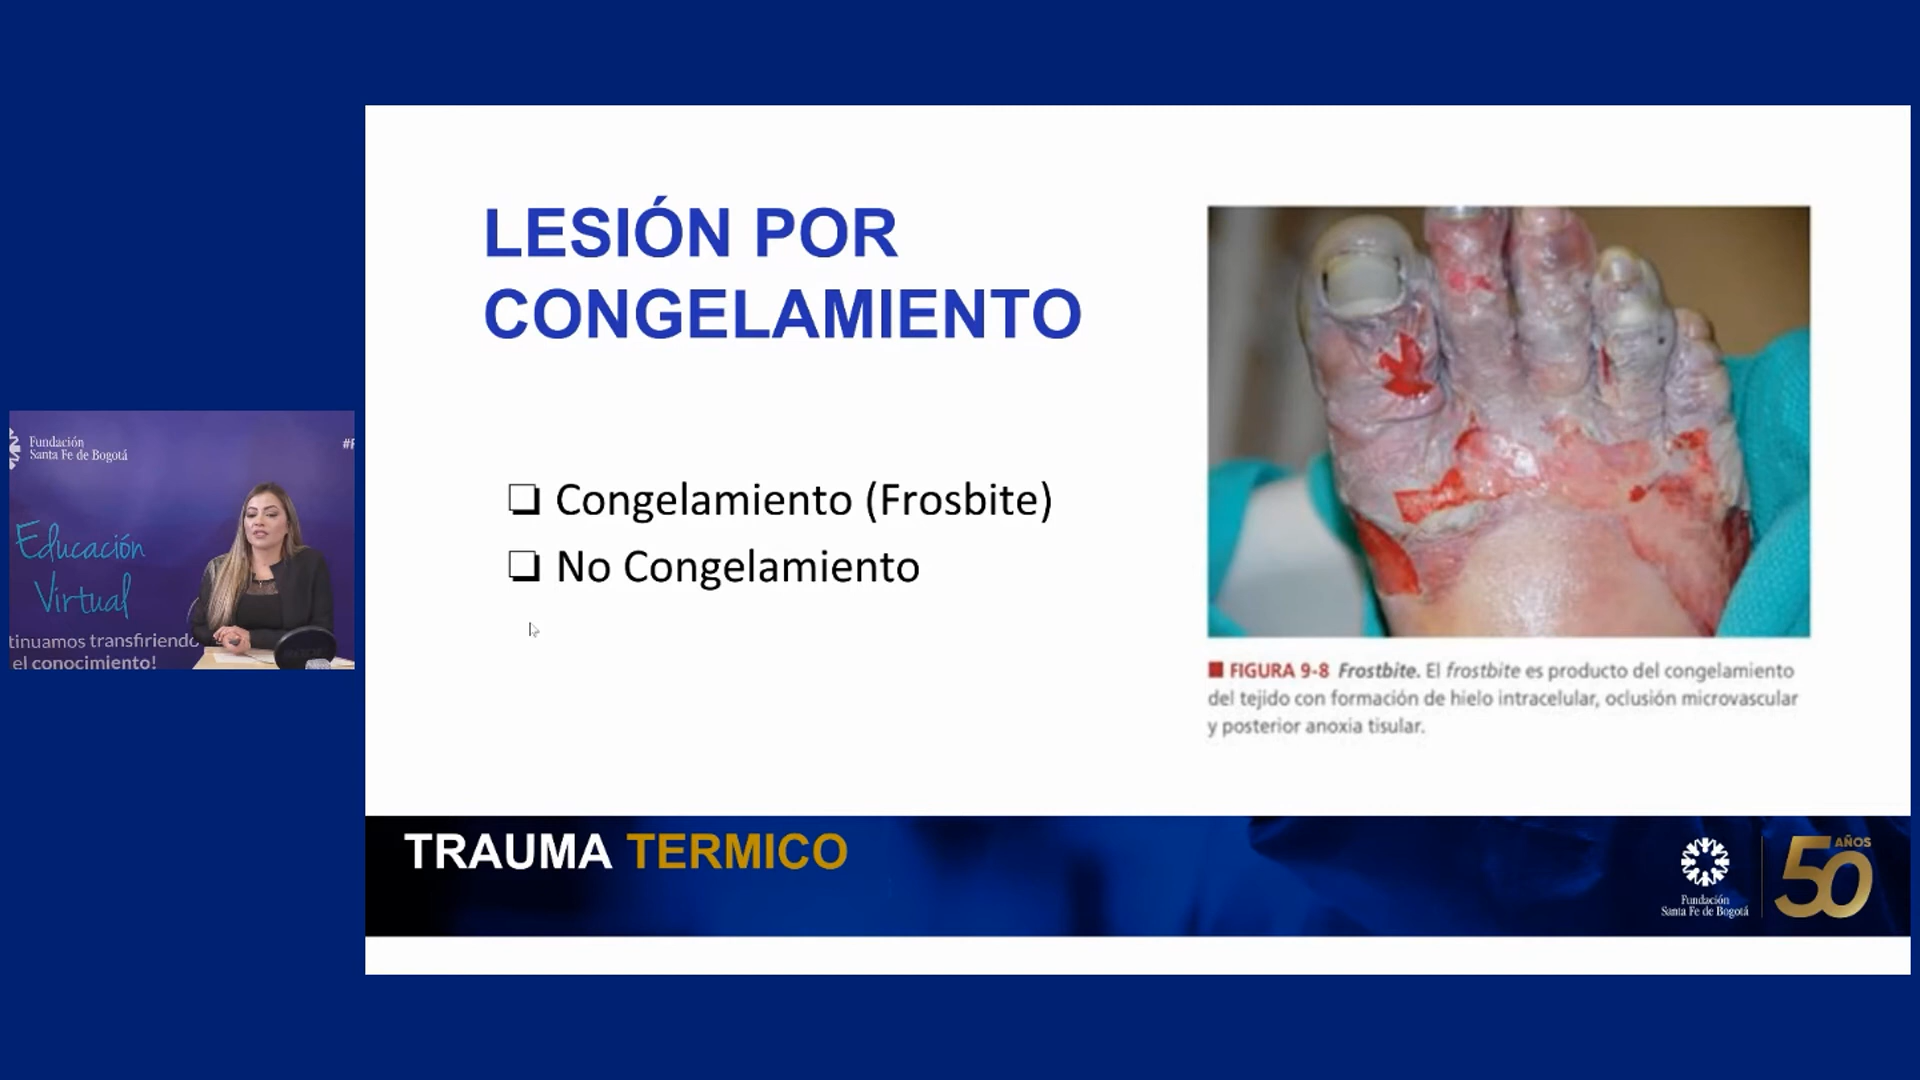 LESIÓN POR
CONGELAMIENTO
❑ Congelamiento (Frosbite)
❑ No Congelamiento
FIGURA 9-8 Frostbite. El frostbite es producto del congelamiento
del tejido con formación de hielo intracelular, oclusión microvascular
y posterior anoxia tisular.
Fundación
Santa Fe de Bogotá
#F
Educación
Virtual
tinuamos transfiriendo
el conocimiento!
TRAUMA TERMICO
Fundación
Santa Fe de Bogotá
50 AÑOS